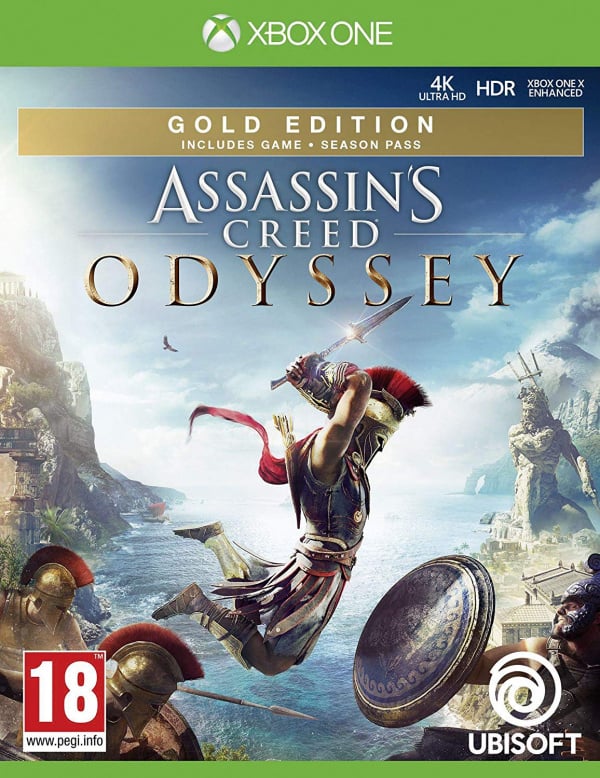 XBOX ONE
4K
ULTRA HD
HDR
XBOX ONE X
ENHANCED
GOLD EDITION
INCLUDES GAME • SEASON PASS
ASSASSIN'S
CREED
ODYSSEY
18
www.pegi.info
UBISOFT